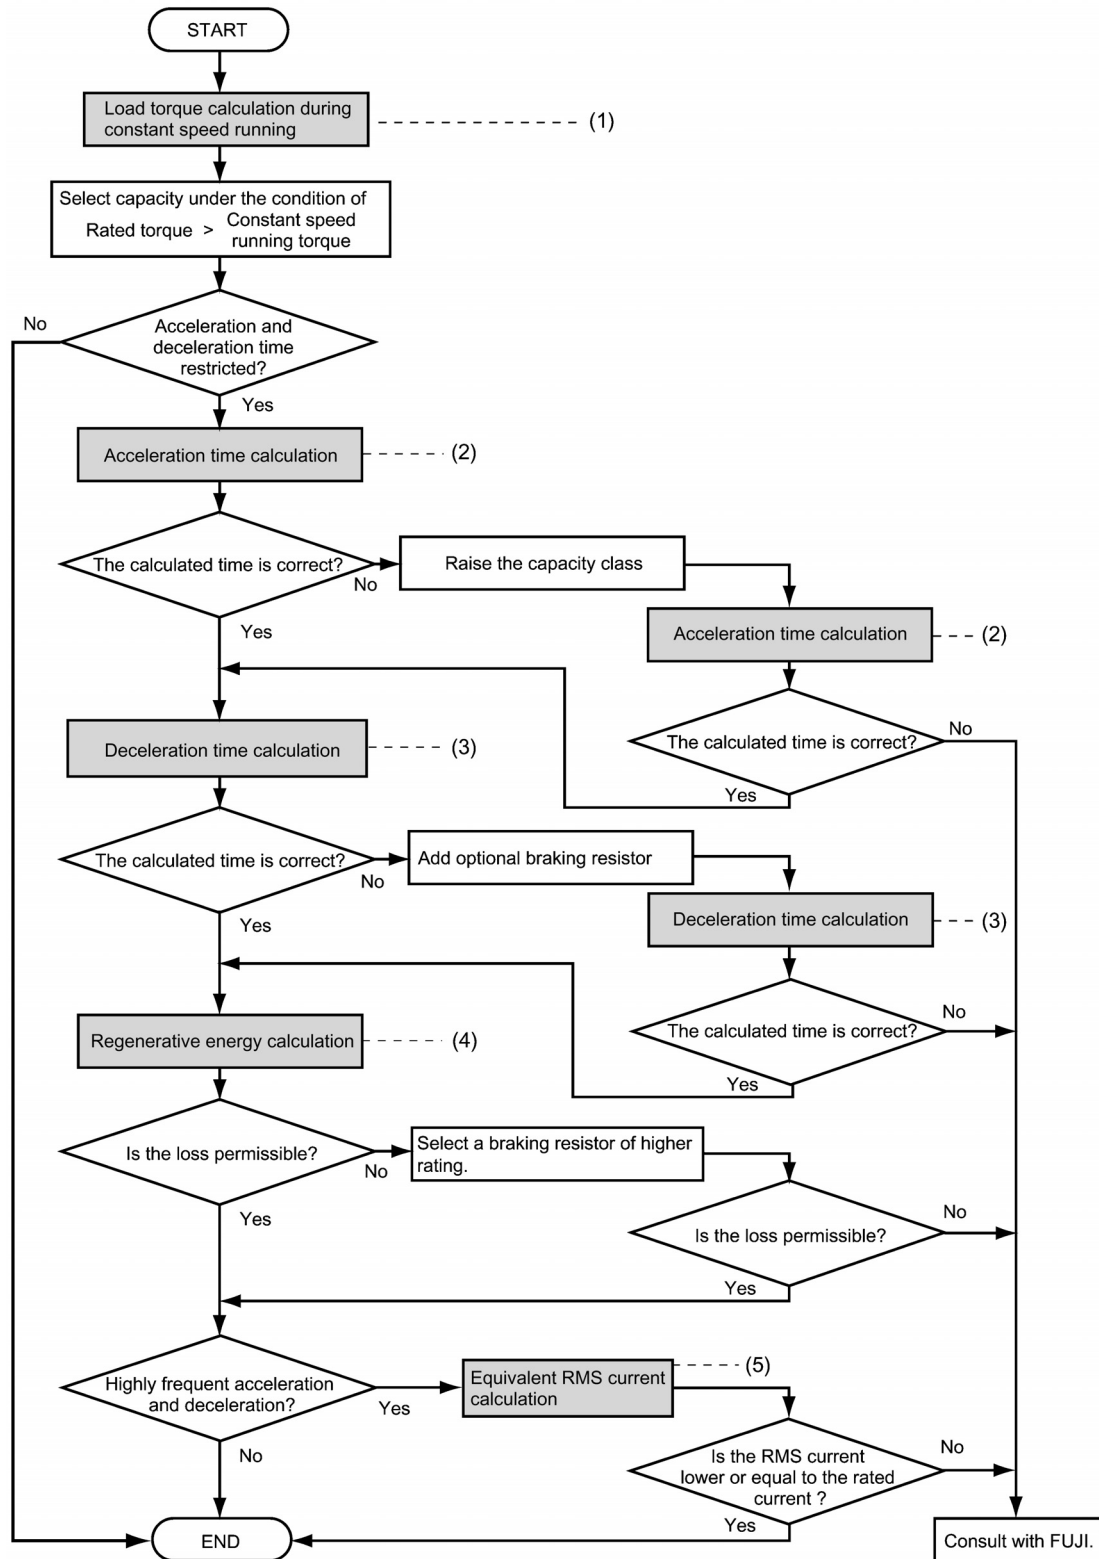 START
Load torque calculation during
constant speed running
(1)
Select capacity under the condition of
Rated torque > Constant speed
running torque
No
Acceleration and
deceleration time
restricted?
Yes
Acceleration time calculation
(2)
The calculated time is correct?
No
Raise the capacity class
Yes
Acceleration time calculation
(2)
Deceleration time calculation
(3)
The calculated time is correct?
No
Yes
The calculated time is correct?
No
Add optional braking resistor
Yes
Deceleration time calculation
(3)
Regenerative energy calculation
(4)
The calculated time is correct?
No
Yes
Is the loss permissible?
No
Select a braking resistor of higher
rating.
Yes
Is the loss permissible?
No
Yes
Highly frequent acceleration
and deceleration?
Yes
Equivalent RMS current
calculation
(5)
No
Is the RMS current
lower or equal to the rated
current ?
No
Yes
END
Consult with FUJI.